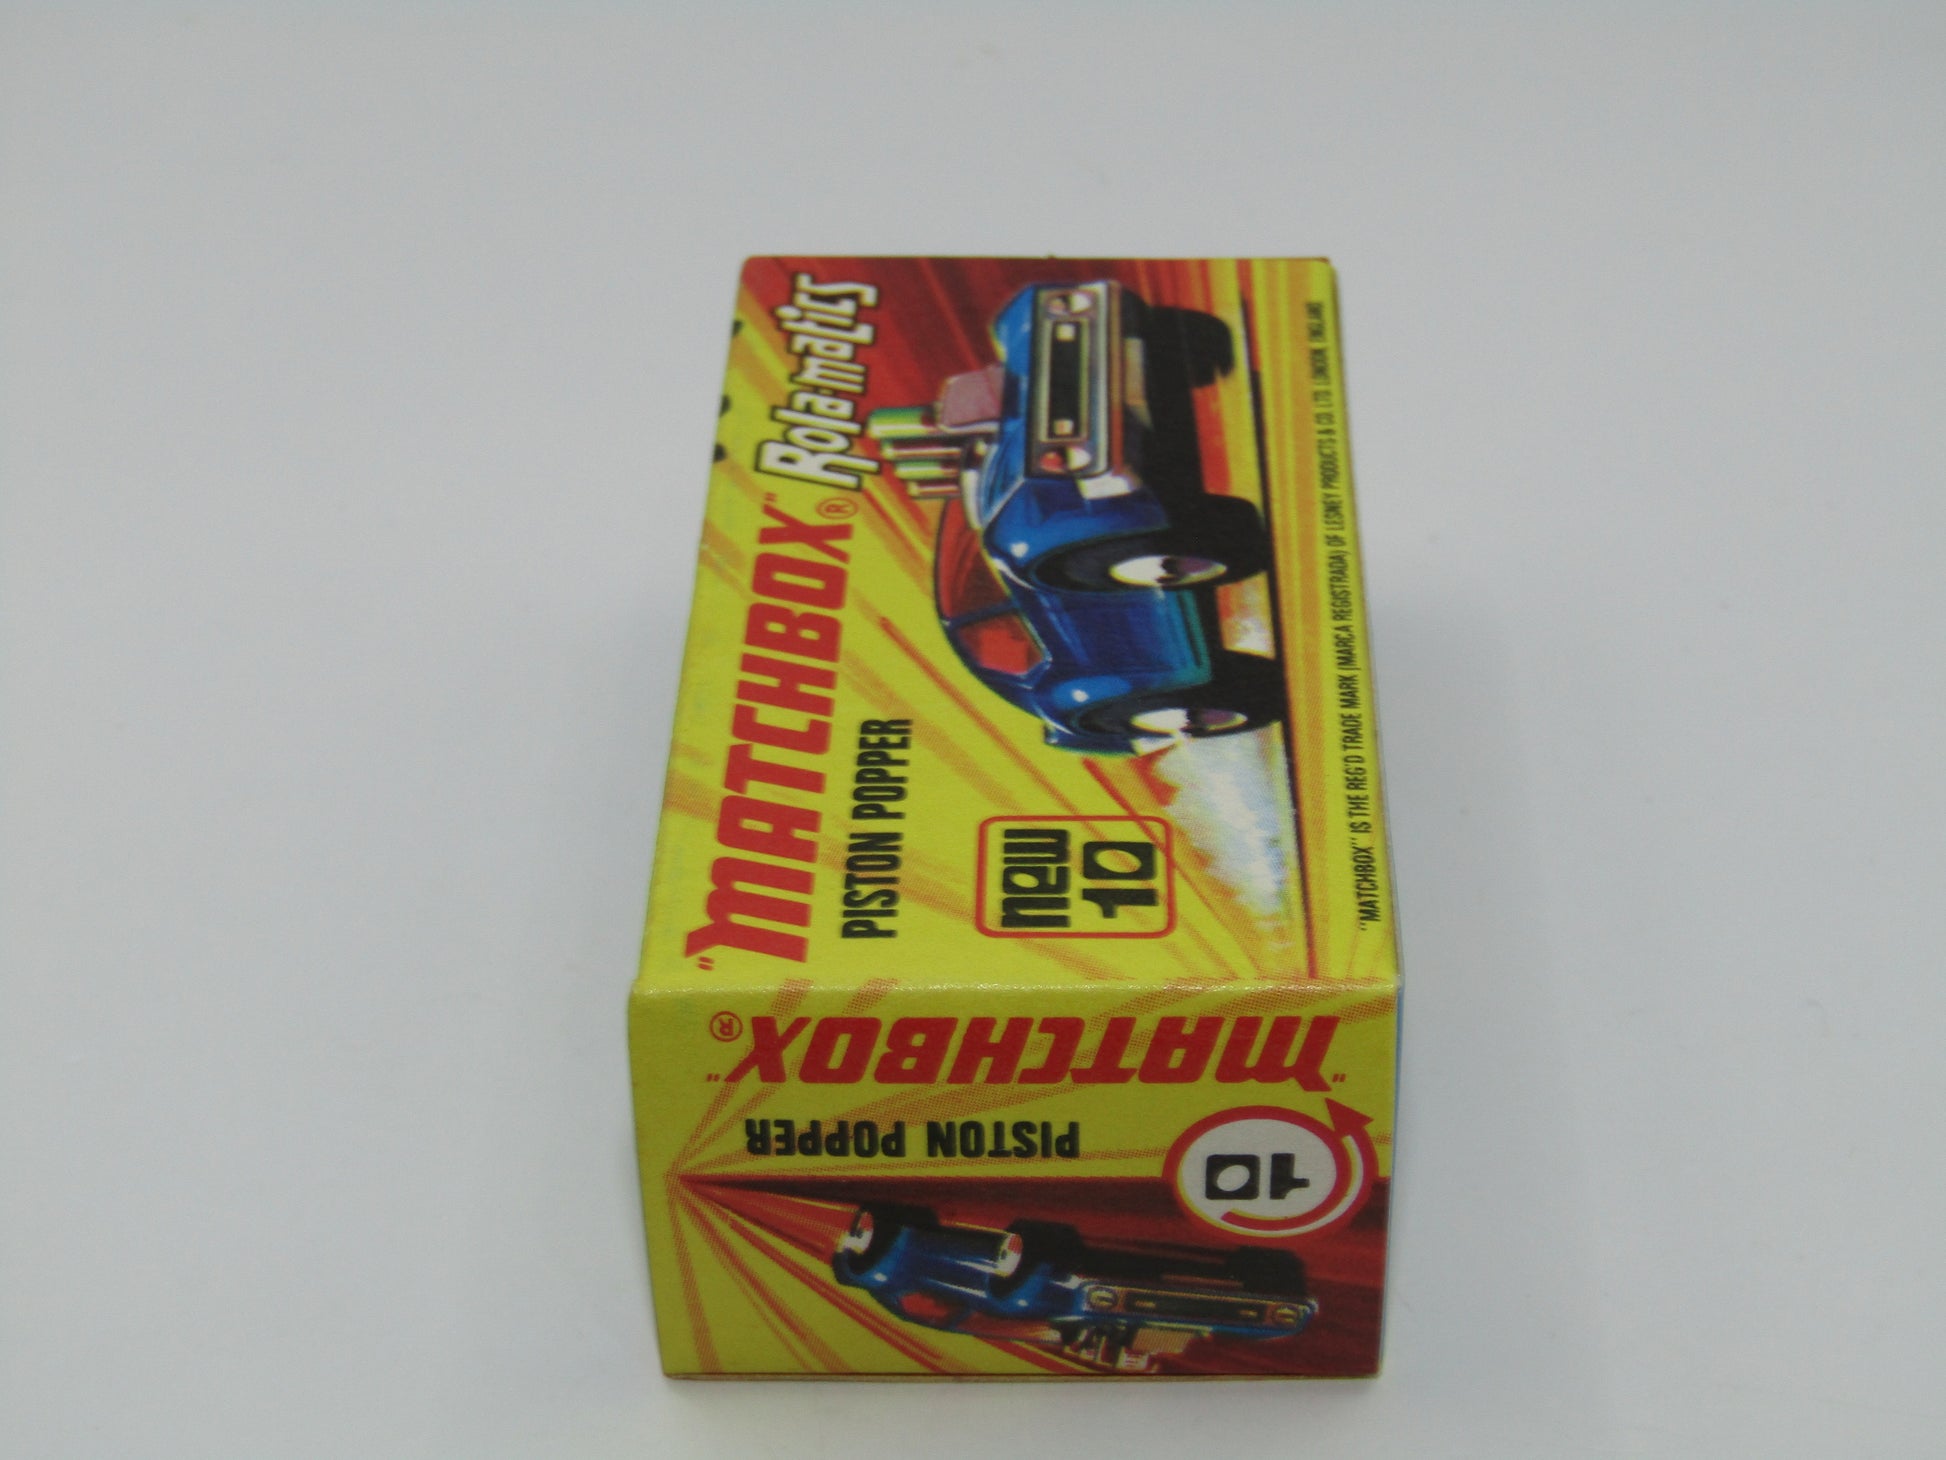 "MATCHBOX"® Rola-matics
PISTON POPPER
new
10
"MATCHBOX" IS THE REG'D TRADE MARK (MARCA REGISTRADA) OF LESNEY PRODUCTS & CO. LTD. LONDON, ENGLAND
"MATCHBOX"®
PISTON POPPER
10